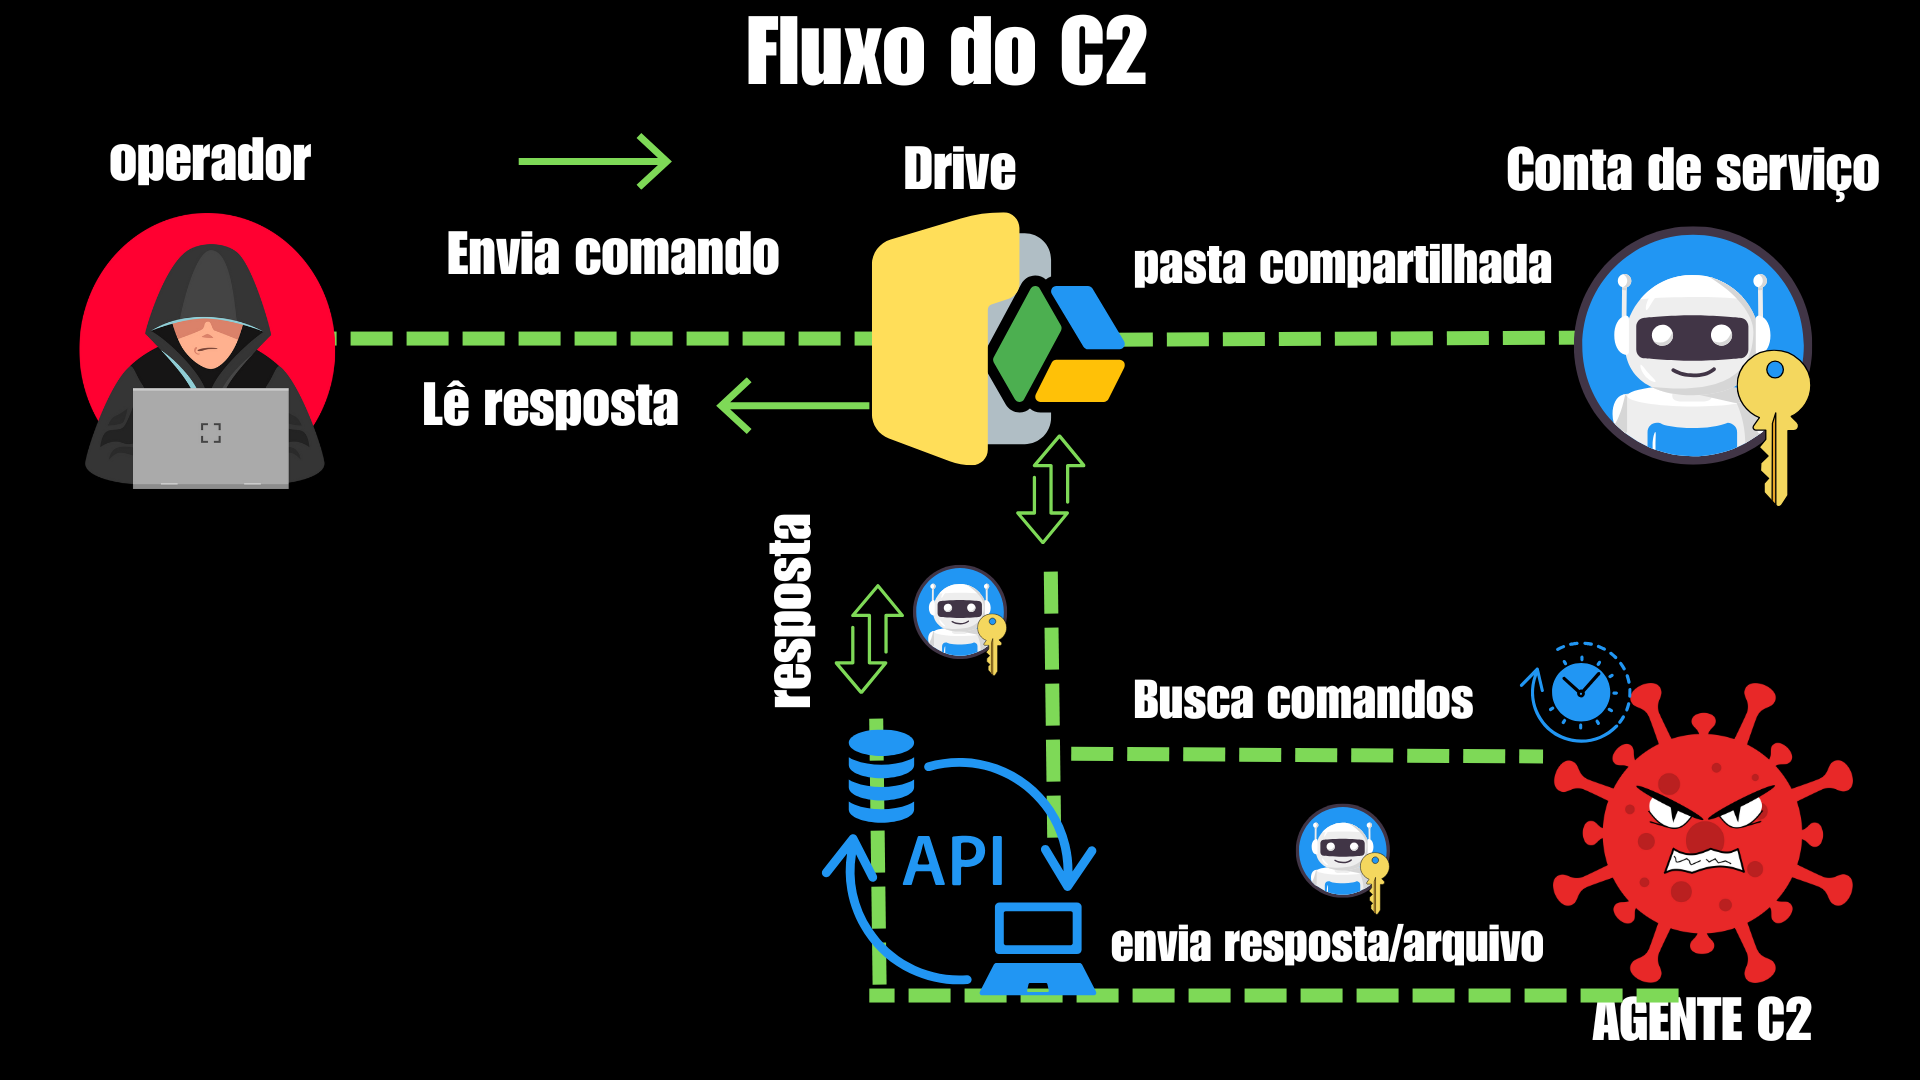 Fluxo do C2
operador
Drive
Conta de serviço
Envia comando
pasta compartilhada
Lê resposta
resposta
Busca comandos
API
envia resposta/arquivo
AGENTE C2